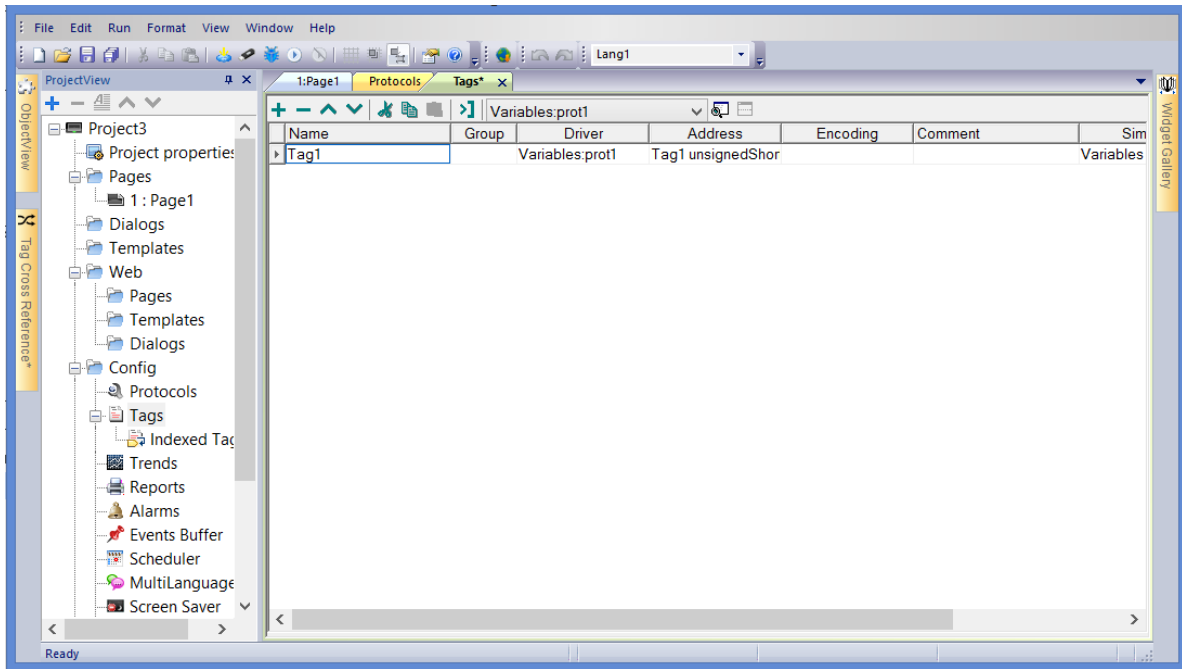 File Edit Run Format View Window Help
Lang1
ProjectView
1:Page1 Protocols Tags*
ObjectView
Tag Cross Reference*
Project3
Project properties
Pages
1 : Page1
Dialogs
Templates
Web
Pages
Templates
Dialogs
Config
Protocols
Tags
Indexed Tag
Trends
Reports
Alarms
Events Buffer
Scheduler
MultiLanguage
Screen Saver
Variables:prot1
Name Group Driver Address Encoding Comment Sim
Tag1 Variables:prot1 Tag1 unsignedShor Variables
Widget Gallery
Ready